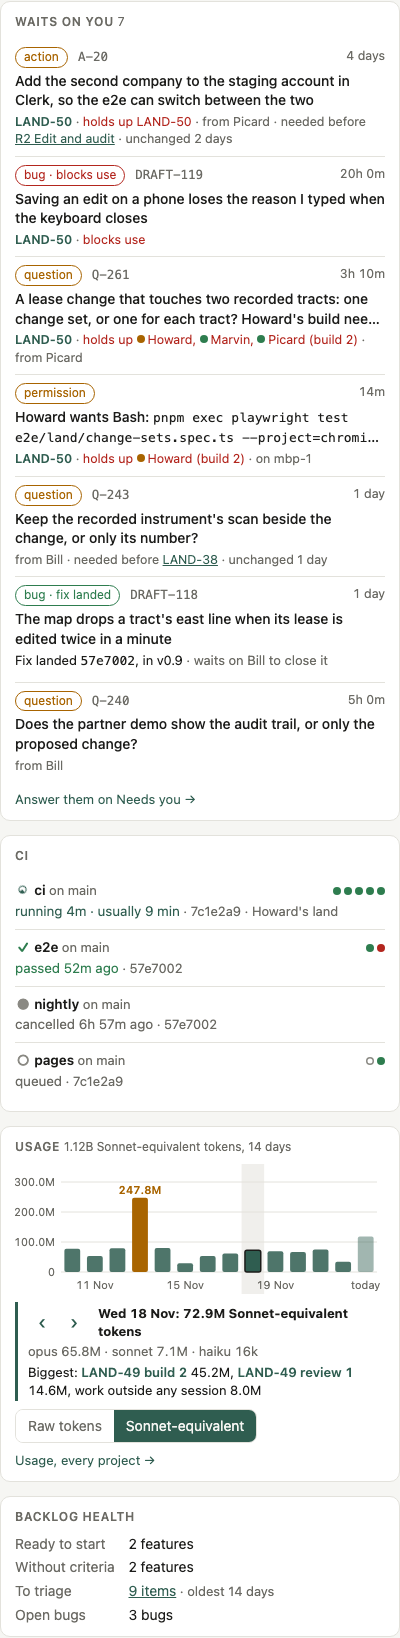 WAITS ON YOU 7
action A-20 4 days
Add the second company to the staging account in
Clerk, so the e2e can switch between the two
LAND-50 · holds up LAND-50 · from Picard · needed before
R2 Edit and audit · unchanged 2 days
bug · blocks use DRAFT-119 20h 0m
Saving an edit on a phone loses the reason I typed when
the keyboard closes
LAND-50 · blocks use
question Q-261 3h 10m
A lease change that touches two recorded tracts: one
change set, or one for each tract? Howard's build nee...
LAND-50 · holds up Howard, Marvin, Picard (build 2) ·
from Picard
permission 14m
Howard wants Bash: pnpm exec playwright test
e2e/land/change-sets.spec.ts --project=chromi...
LAND-50 · holds up Howard (build 2) · on mbp-1
question Q-243 1 day
Keep the recorded instrument's scan beside the
change, or only its number?
from Bill · needed before LAND-38 · unchanged 1 day
bug · fix landed DRAFT-118 1 day
The map drops a tract's east line when its lease is
edited twice in a minute
Fix landed 57e7002, in v0.9 · waits on Bill to close it
question Q-240 5h 0m
Does the partner demo show the audit trail, or only the
proposed change?
from Bill
Answer them on Needs you →
CI
ci on main
running 4m · usually 9 min · 7c1e2a9 · Howard's land
e2e on main
passed 52m ago · 57e7002
nightly on main
cancelled 6h 57m ago · 57e7002
pages on main
queued · 7c1e2a9
USAGE 1.12B Sonnet-equivalent tokens, 14 days
300.0M
247.8M
200.0M
100.0M
0
11 Nov 15 Nov 19 Nov today
‹ › Wed 18 Nov: 72.9M Sonnet-equivalent
tokens
opus 65.8M · sonnet 7.1M · haiku 16k
Biggest: LAND-49 build 2 45.2M, LAND-49 review 1
14.6M, work outside any session 8.0M
Raw tokens Sonnet-equivalent
Usage, every project →
BACKLOG HEALTH
Ready to start 2 features
Without criteria 2 features
To triage 9 items · oldest 14 days
Open bugs 3 bugs